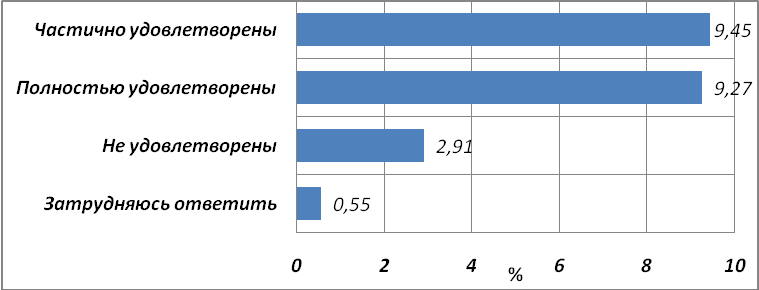 Частично удовлетворены 9,45
Полностью удовлетворены 9,27
Не удовлетворены 2,91
Затрудняюсь ответить 0,55
0 2 4 6 8 10
%